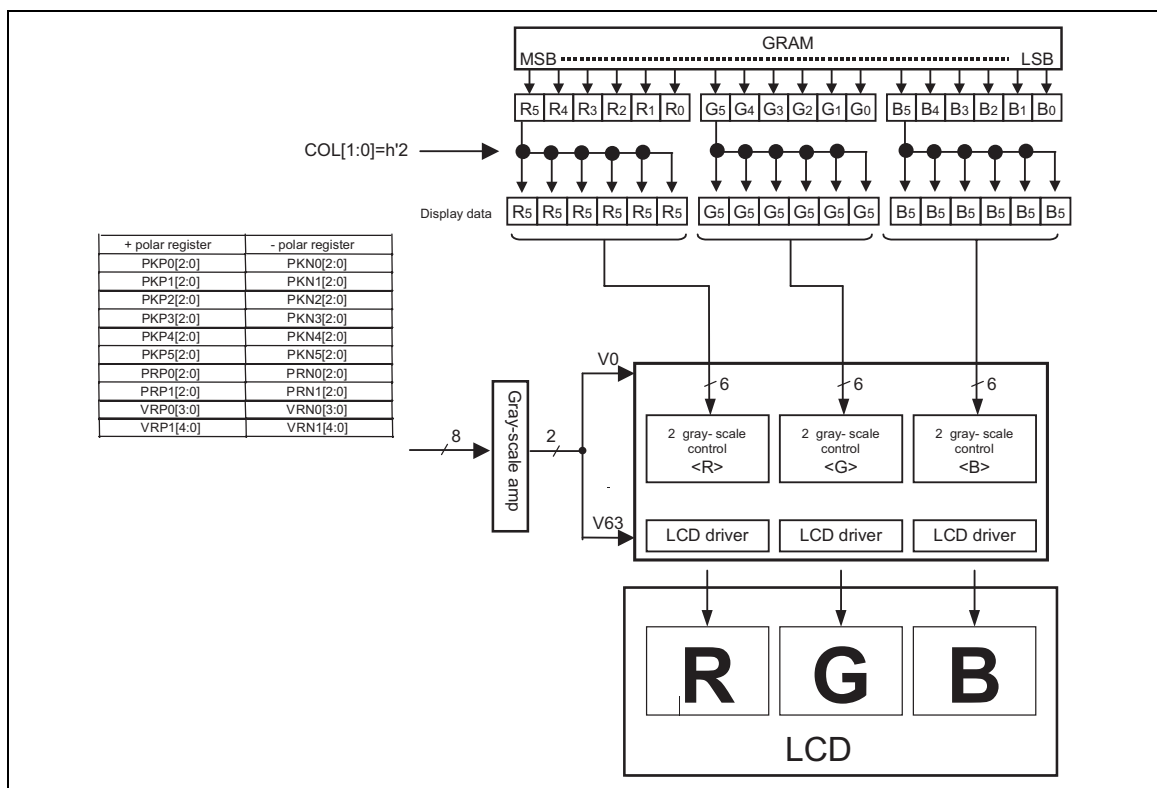 GRAM
MSB LSB
R5 R4 R3 R2 R1 R0 G5 G4 G3 G2 G1 G0 B5 B4 B3 B2 B1 B0
COL[1:0]=h'2
Display data R5 R5 R5 R5 R5 R5 G5 G5 G5 G5 G5 G5 B5 B5 B5 B5 B5 B5
+ polar register - polar register
PKP0[2:0] PKN0[2:0]
PKP1[2:0] PKN1[2:0]
PKP2[2:0] PKN2[2:0]
PKP3[2:0] PKN3[2:0]
PKP4[2:0] PKN4[2:0]
PKP5[2:0] PKN5[2:0]
PRP0[2:0] PRN0[2:0]
PRP1[2:0] PRN1[2:0]
VRP0[3:0] VRN0[3:0]
VRP1[4:0] VRN1[4:0]
8
Gray-scale amp
2
V0
V63
6 6 6
2 gray- scale 2 gray- scale 2 gray- scale
control control control
<R> <G> <B>
LCD driver LCD driver LCD driver
R G B
LCD